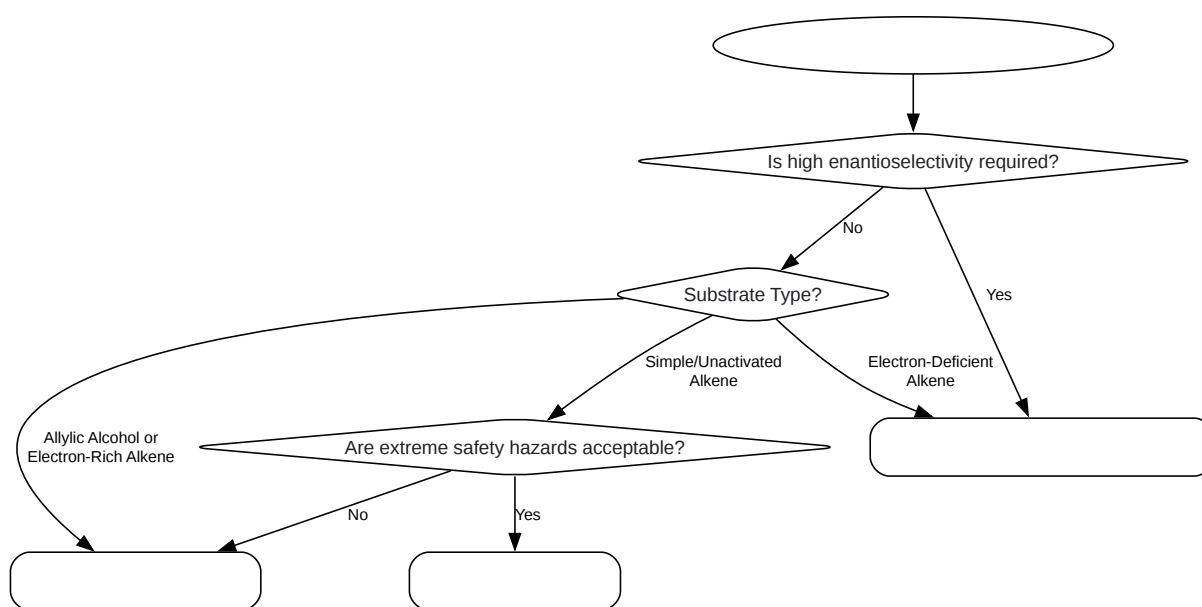 Is high enantioselectivity required?
No
Substrate Type?
Yes
Simple/Unactivated
Alkene
Electron-Deficient
Alkene
Allylic Alcohol or
Electron-Rich Alkene
Are extreme safety hazards acceptable?
No
Yes